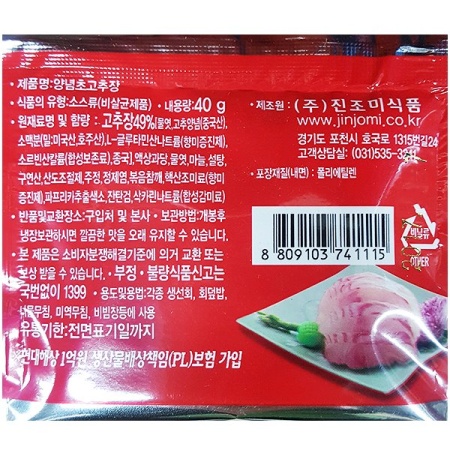 • 제품명:양념초고추장
• 식품의 유형:소스류(비살균제품) • 내용량:40 g
• 원재료명 및 함량 : 고추장49%(물엿,고추양념(중국산),
소맥분(밀:미국산,호주산), L-글루타민산나트륨(향미증진제),
소르빈산칼륨(합성보존료), 중국, 액상과당, 물엿, 마늘, 설탕,
구연산, 산도조절제, 주정, 정제염, 볶음참깨, 핵산조미료(향미
증진제), 파프리카추출색소, 잔탄검, 삭카린나트륨(합성감미료)
• 반품및교환장소:구입처 및 본사 • 보관방법:개봉후
냉장보관하시면 깔끔한 맛을 오래 유지할 수 있습니다.
• 본 제품은 소비자분쟁해결기준에 의거 교환 또는
보상 받을 수 있습니다. • 부정·불량식품신고는
국번없이 1399 • 용도및용법:각종 생선회, 회덮밥,
미역무침, 비빔장등에 사용
유통기한:전면표기일까지
현대해상 1억원 생산물배상책임(PL)보험 가입
• 제조원 : (주)진조미식품
www.jinjomi.co.kr
경기도 포천시 호국로 1315번길24
고객상담실: (031)535-32
• 포장재질(내면) : 폴리에틸렌
8 809103 741115
비닐류
OTHER